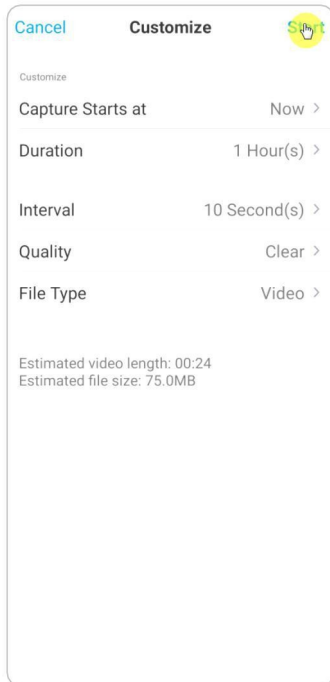 Cancel Customize Start
Customize
Capture Starts at Now
Duration 1 Hour(s)
Interval 10 Second(s)
Quality Clear
File Type Video
Estimated video length: 00:24
Estimated file size: 75.0MB